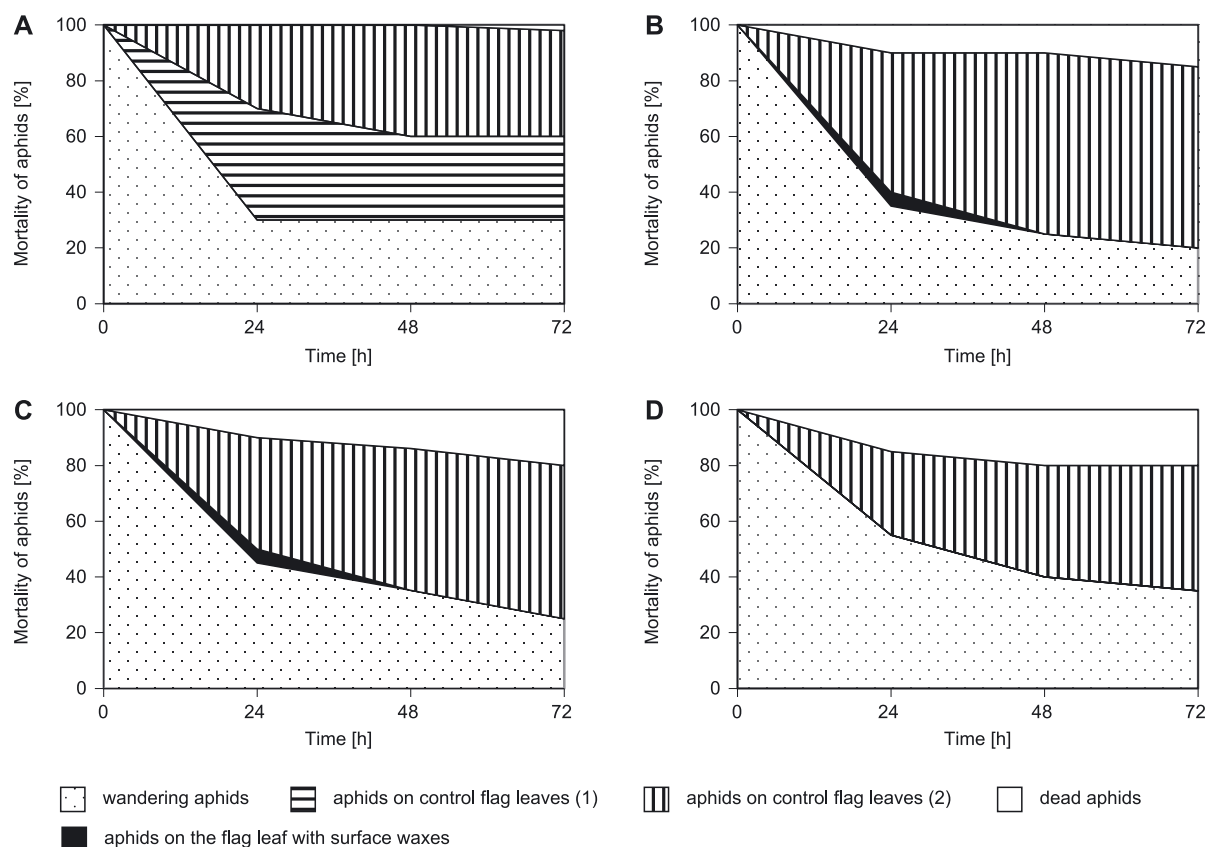 A
Mortality of aphids [%]
100
80
60
40
20
0
0 24 48 72
Time [h]
B
Mortality of aphids [%]
100
80
60
40
20
0
0 24 48 72
Time [h]
C
Mortality of aphids [%]
100
80
60
40
20
0
0 24 48 72
Time [h]
D
Mortality of aphids [%]
100
80
60
40
20
0
0 24 48 72
Time [h]
wandering aphids aphids on control flag leaves (1) aphids on control flag leaves (2) dead aphids
aphids on the flag leaf with surface waxes